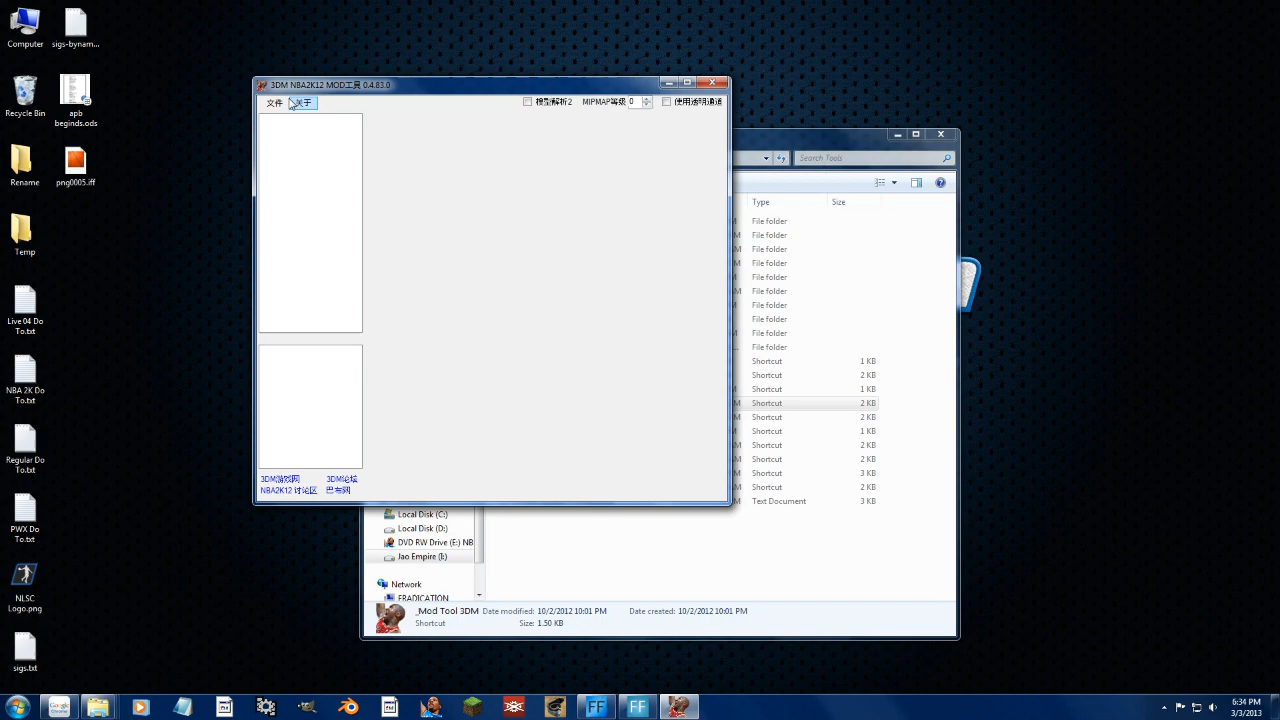 Computer
sigs-bynam...
Recycle Bin
apb
beginds.ods
Rename
png0005.iff
Temp
Live 04 Do
To.txt
NBA 2K Do
To.txt
Regular Do
To.txt
PWX Do
To.txt
NLSC
Logo.png
sigs.txt
3DM NBA2K12 MOD工具 0.4.83.0
文件 关于 模型解析2 MIPMAP等级 0 使用透明通道
3DM游戏网 3DM论坛
NBA2K12 讨论区 巴布网
Search Tools
Type Size
M File folder
M File folder
M File folder
M File folder
M File folder
M File folder
M File folder
File folder
M File folder
... File folder
Shortcut 1 KB
M Shortcut 2 KB
M Shortcut 1 KB
M Shortcut 2 KB
M Shortcut 2 KB
M Shortcut 1 KB
AM Shortcut 2 KB
AM Shortcut 2 KB
M Shortcut 3 KB
AM Shortcut 2 KB
AM Text Document 3 KB
Local Disk (C:)
Local Disk (D:)
DVD RW Drive (E:) NB
Jao Empire (I:)
Network
ERADICATION
_Mod Tool 3DM Date modified: 10/2/2012 10:01 PM Date created: 10/2/2012 10:01 PM
Shortcut Size: 1.50 KB
Google
FF
FF
6:34 PM
3/3/2013